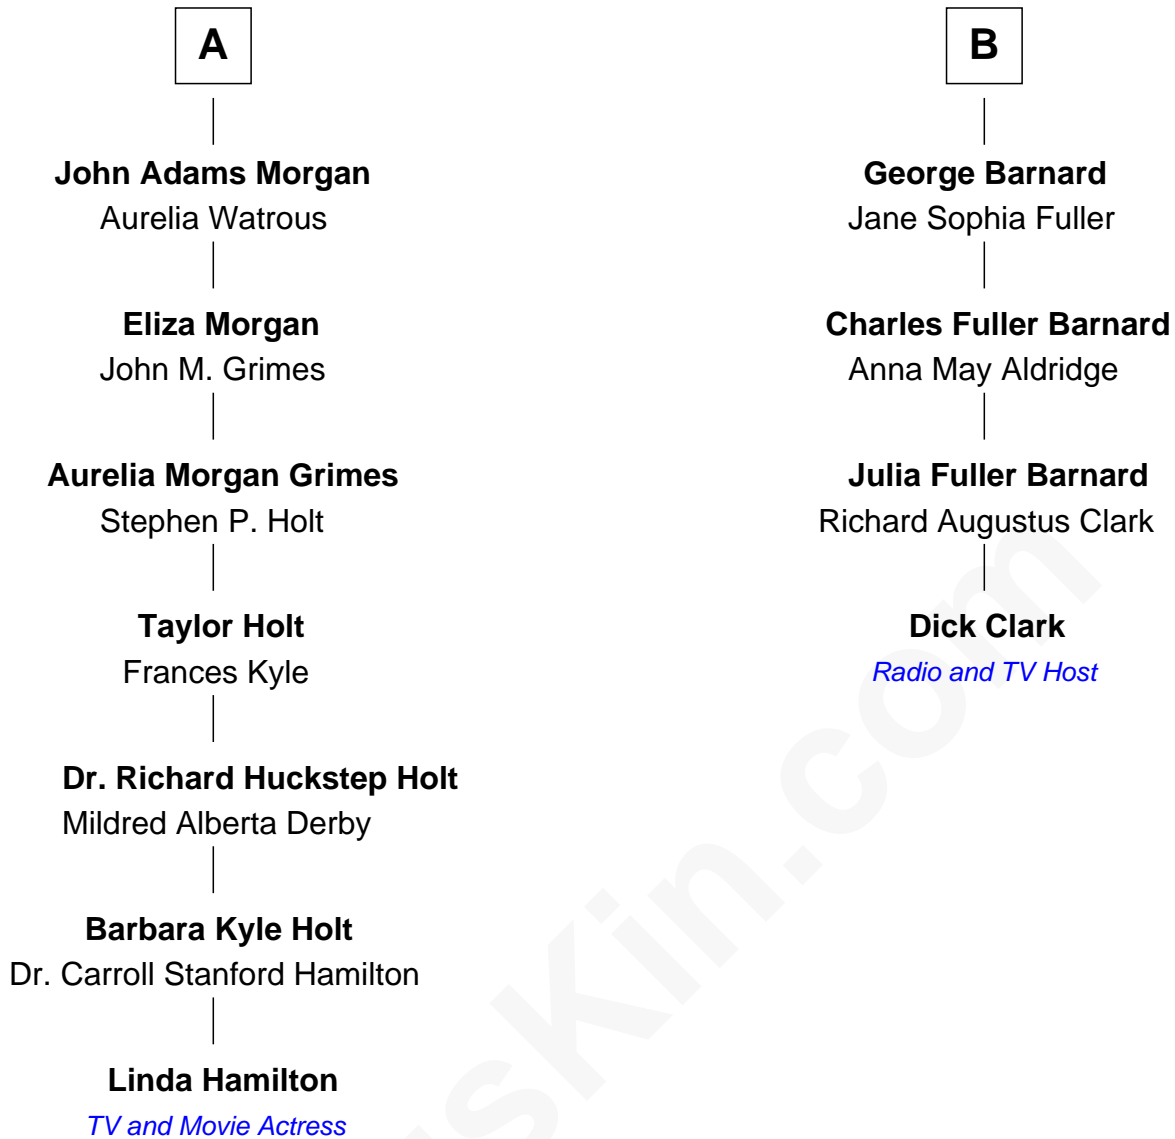 A
John Adams Morgan
Aurelia Watrous
Eliza Morgan
John M. Grimes
Aurelia Morgan Grimes
Stephen P. Holt
Taylor Holt
Frances Kyle
Dr. Richard Huckstep Holt
Mildred Alberta Derby
Barbara Kyle Holt
Dr. Carroll Stanford Hamilton
Linda Hamilton
TV and Movie Actress
B
George Barnard
Jane Sophia Fuller
Charles Fuller Barnard
Anna May Aldridge
Julia Fuller Barnard
Richard Augustus Clark
Dick Clark
Radio and TV Host
usKin.com